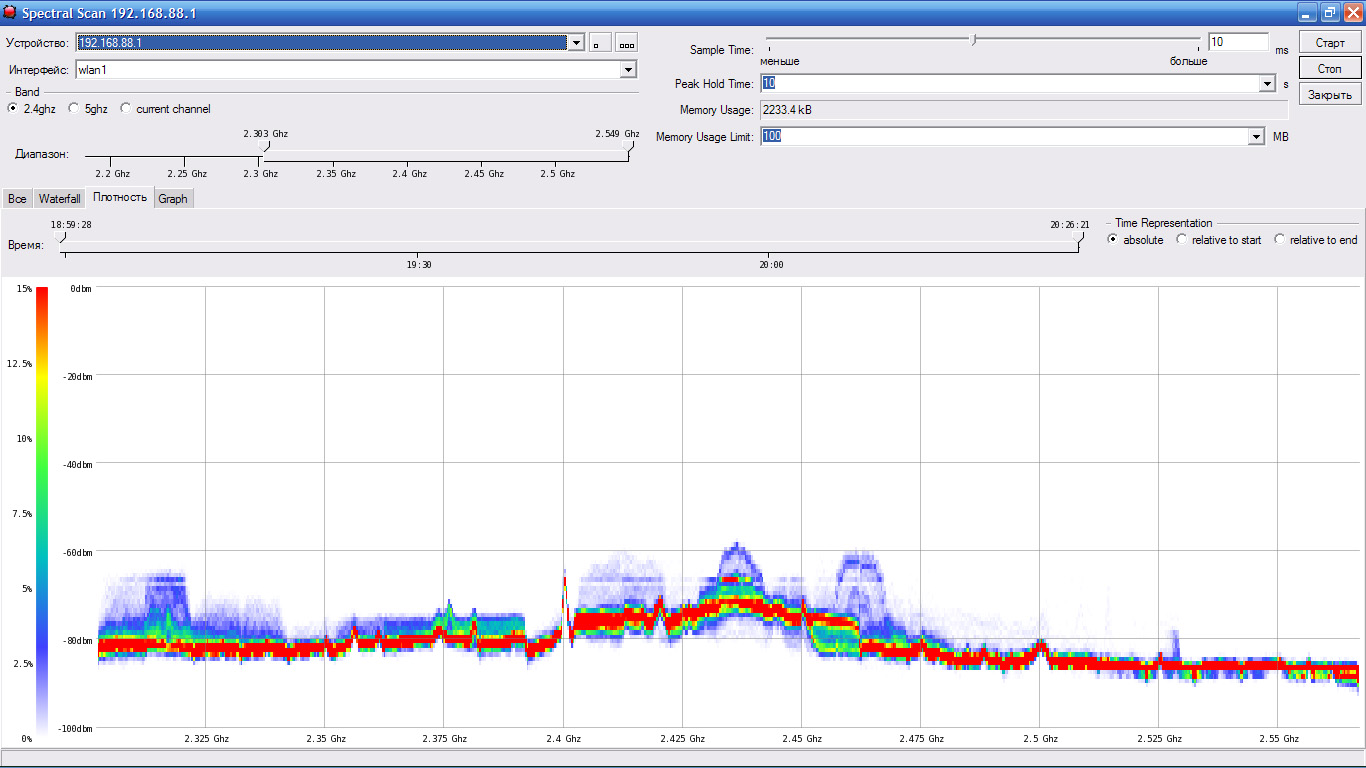 Spectral Scan 192.168.88.1
Устройство: 192.168.88.1
Интерфейс: wlan1
Band
2.4ghz 5ghz current channel
2.303 Ghz 2.549 Ghz
Диапазон:
2.2 Ghz 2.25 Ghz 2.3 Ghz 2.35 Ghz 2.4 Ghz 2.45 Ghz 2.5 Ghz
Sample Time: 10 ms
меньше больше
Peak Hold Time: 10 s
Memory Usage: 2233.4 kB
Memory Usage Limit: 100 MB
Старт
Стоп
Закрыть
Все Waterfall Плотность Graph
18:59:28 20:26:21
Время:
19:30 20:00
Time Representation
absolute relative to start relative to end
15% 0dbm
12.5% -20dbm
10% -40dbm
7.5% -60dbm
5% -80dbm
2.5%
0% -100dbm
2.325 Ghz 2.35 Ghz 2.375 Ghz 2.4 Ghz 2.425 Ghz 2.45 Ghz 2.475 Ghz 2.5 Ghz 2.525 Ghz 2.55 Ghz